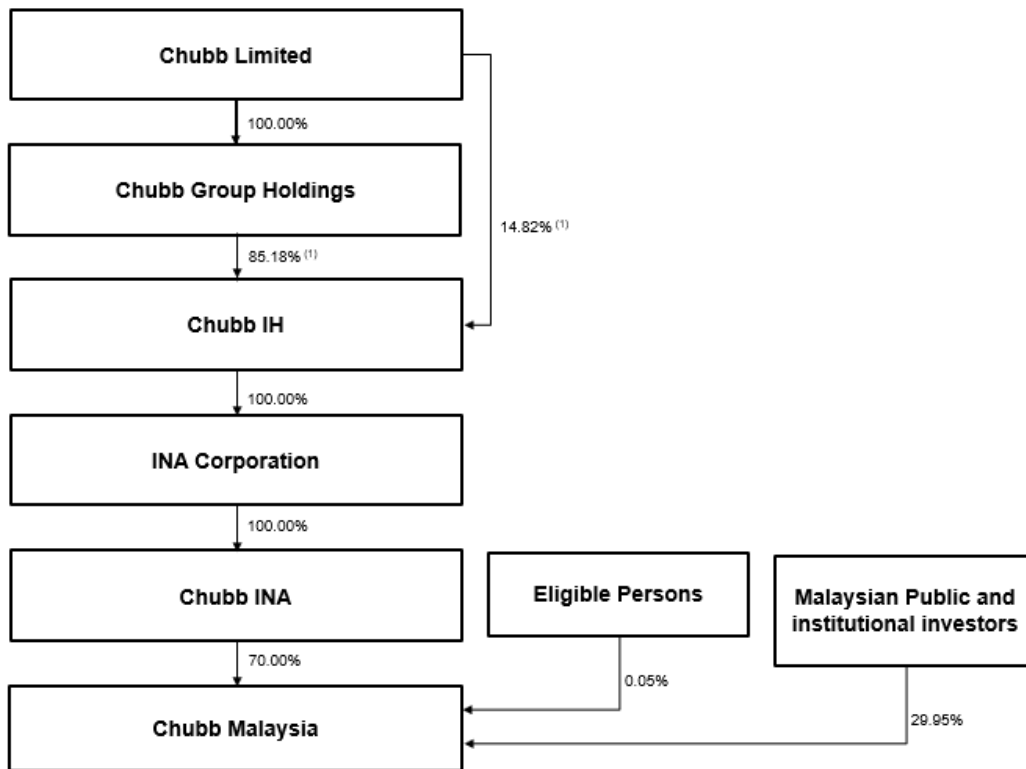 Chubb Limited
100.00%
Chubb Group Holdings
14.82% (1)
85.18% (1)
Chubb IH
100.00%
INA Corporation
100.00%
Chubb INA
Eligible Persons
Malaysian Public and
institutional investors
70.00%
0.05%
29.95%
Chubb Malaysia